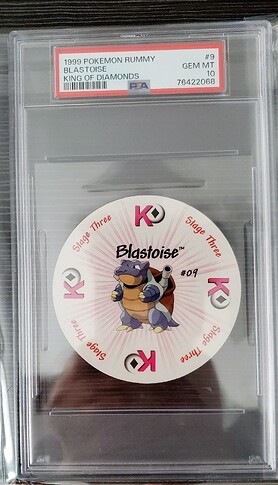 1999 POKEMON RUMMY #9
BLASTOISE GEM MT
KING OF DIAMONDS 10
PSA 76422068
K
Stage Three
Stage Three
Blastoise™
#09
K
K
Stage Three
Stage Three
K